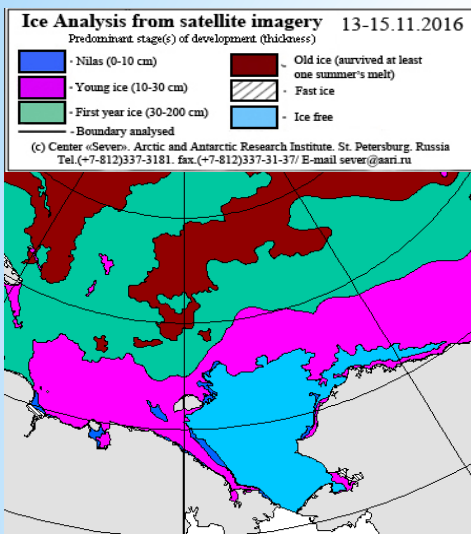 Ice Analysis from satellite imagery 13-15.11.2016
Predominant stage(s) of development (thickness)
- Nilas (0-10 cm)
- Young ice (10-30 cm)
- First year ice (30-200 cm)
- Boundary analysed
- Old ice (aurvived at least
one summer's melt)
- Fast ice
- Ice free
(c) Center «Sever». Arctic and Antarctic Research Institute. St. Petersburg. Russia
Tel.(+7-812)337-3181. fax.(+7-812)337-31-37/ E-mail sever@aari.ru